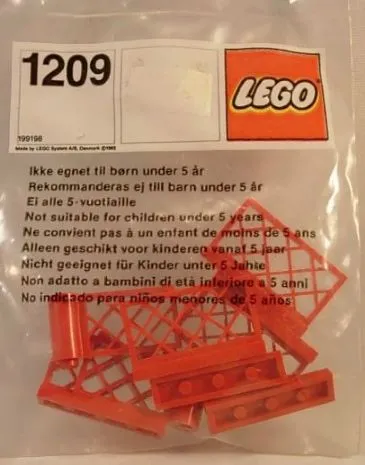 1209
LEGO
199198
Made by LEGO System A/S, Denmark ©1993
Ikke egnet til børn under 5 år
Rekommanderas ej till barn under 5 år
Ei alle 5-vuotiaille
Not suitable for children under 5 years
Ne convient pas à un enfant de moins de 5 ans
Alleen geschikt voor kinderen vanaf 5 jaar
Nicht geeignet für Kinder unter 5 Jahre
Non adatto a bambini di età inferiore a 5 anni
No indicado para niños menores de 5 años